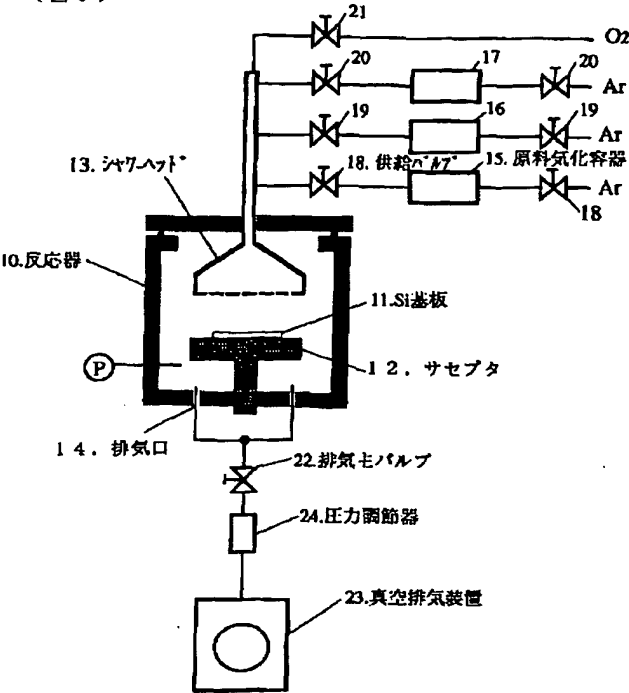 21
O2
20
17
20
Ar
19
16
19
Ar
13. シャワーヘッド
18. 供給バルブ
15. 原料気化容器
Ar
18
10.反応器
11.Si基板
P
12. サセプタ
14. 排気口
22.排気主バルブ
24.圧力調節器
23.真空排気装置